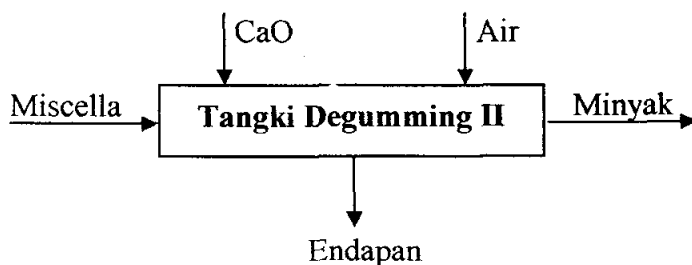 CaO
Air
Miscella
Tangki Degumming II
Minyak
Endapan